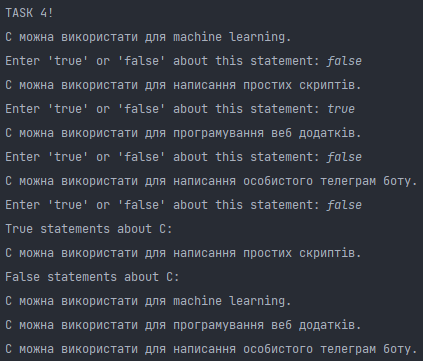 TASK 4!
С можна використати для machine learning.
Enter 'true' or 'false' about this statement: false
С можна використати для написання простих скриптів.
Enter 'true' or 'false' about this statement: true
С можна використати для програмування веб додатків.
Enter 'true' or 'false' about this statement: false
С можна використати для написання особистого телеграм боту.
Enter 'true' or 'false' about this statement: false
True statements about C:
С можна використати для написання простих скриптів.
False statements about C:
С можна використати для machine learning.
С можна використати для програмування веб додатків.
С можна використати для написання особистого телеграм боту.